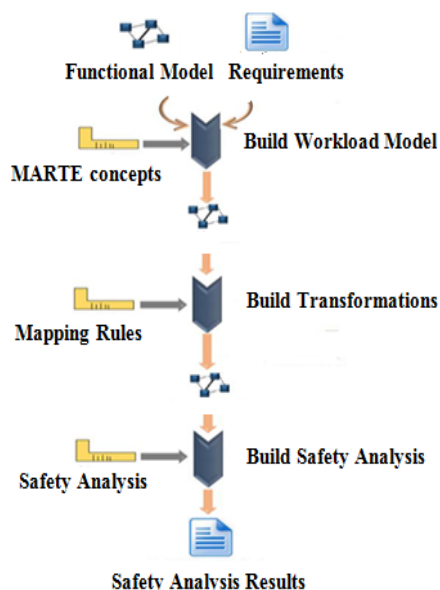 Functional Model Requirements
Build Workload Model
MARTE concepts
Build Transformations
Mapping Rules
Build Safety Analysis
Safety Analysis
Safety Analysis Results